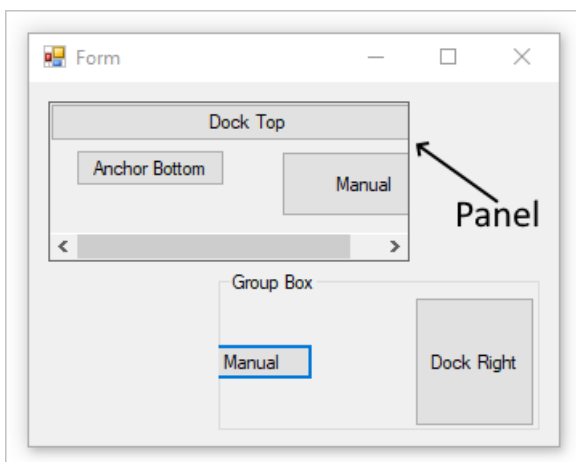 Form
Dock Top
Anchor Bottom
Manual
Panel
Group Box
Manual
Dock Right